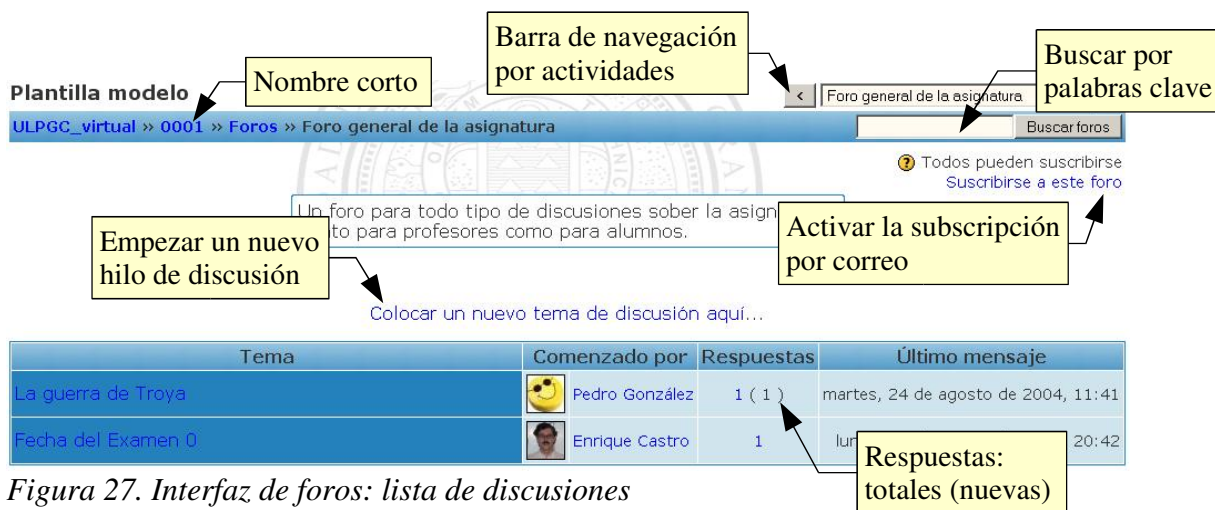 Barra de navegación
por actividades
Buscar por
palabras clave
Nombre corto
Plantilla modelo
< Foro general de la asignatura
ULPGC_virtual » 0001 » Foros » Foro general de la asignatura
Buscar foros
Todos pueden suscribirse
Suscribirse a este foro
Un foro para todo tipo de discusiones sober la asign
to para profesores como para alumnos.
Empezar un nuevo
hilo de discusión
Activar la subscripción
por correo
Colocar un nuevo tema de discusión aquí...
Tema Comenzado por Respuestas Último mensaje
La guerra de Troya Pedro González 1 ( 1 ) martes, 24 de agosto de 2004, 11:41
Fecha del Examen 0 Enrique Castro 1 lun 20:42
Respuestas:
totales (nuevas)
Figura 27. Interfaz de foros: lista de discusiones